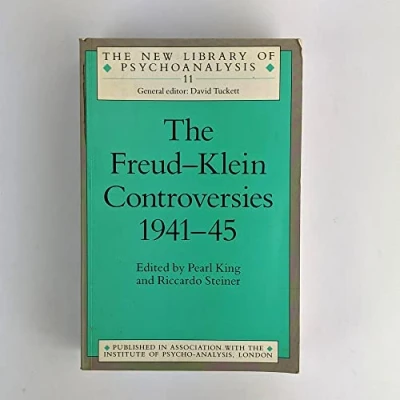 THE NEW LIBRARY OF
PSYCHOANALYSIS
11
General editor: David Tuckett
The
Freud–Klein
Controversies
1941–45
Edited by Pearl King
and Riccardo Steiner
PUBLISHED IN ASSOCIATION WITH THE
INSTITUTE OF PSYCHO-ANALYSIS, LONDON